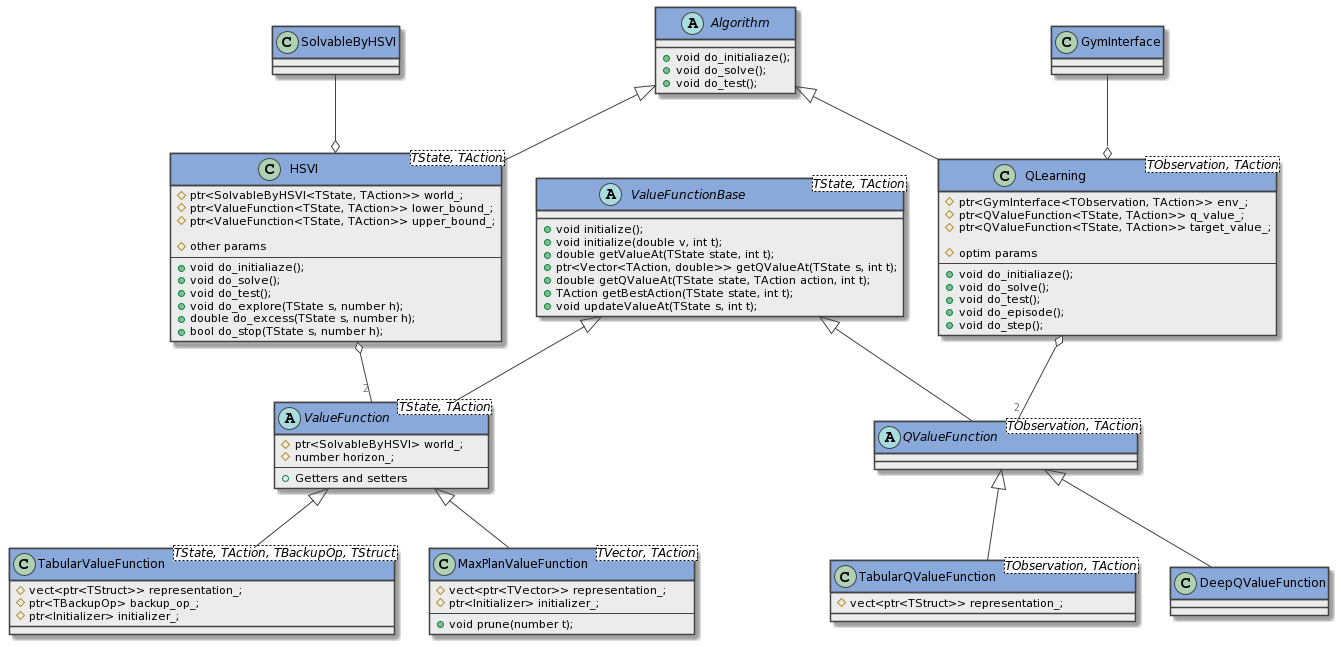 A Algorithm
void do_initialiaze();
void do_solve();
void do_test();
C SolvableByHSVI
C GymInterface
TState, TAction
C HSVI
ptr<SolvableByHSVI<TState, TAction>> world_;
ptr<ValueFunction<TState, TAction>> lower_bound_;
ptr<ValueFunction<TState, TAction>> upper_bound_;
other params
void do_initialiaze();
void do_solve();
void do_test();
void do_explore(TState s, number h);
double do_excess(TState s, number h);
bool do_stop(TState s, number h);
TState, TAction
A ValueFunctionBase
void initialize();
void initialize(double v, int t);
double getValueAt(TState state, int t);
ptr<Vector<TAction, double>> getQValueAt(TState s, int t);
double getQValueAt(TState state, TAction action, int t);
TAction getBestAction(TState state, int t);
void updateValueAt(TState s, int t);
TObservation, TAction
C QLearning
ptr<GymInterface<TObservation, TAction>> env_;
ptr<QValueFunction<TState, TAction>> q_value_;
ptr<QValueFunction<TState, TAction>> target_value_;
optim params
void do_initialiaze();
void do_solve();
void do_test();
void do_episode();
void do_step();
2
2
TState, TAction
A ValueFunction
ptr<SolvableByHSVI> world_;
number horizon_;
Getters and setters
TObservation, TAction
A QValueFunction
TState, TAction, TBackupOp, TStruct
C TabularValueFunction
vect<ptr<TStruct>> representation_;
ptr<TBackupOp> backup_op_;
ptr<Initializer> initializer_;
TVector, TAction
C MaxPlanValueFunction
vect<ptr<TVector>> representation_;
ptr<Initializer> initializer_;
void prune(number t);
TObservation, TAction
C TabularQValueFunction
vect<ptr<TStruct>> representation_;
C DeepQValueFunction